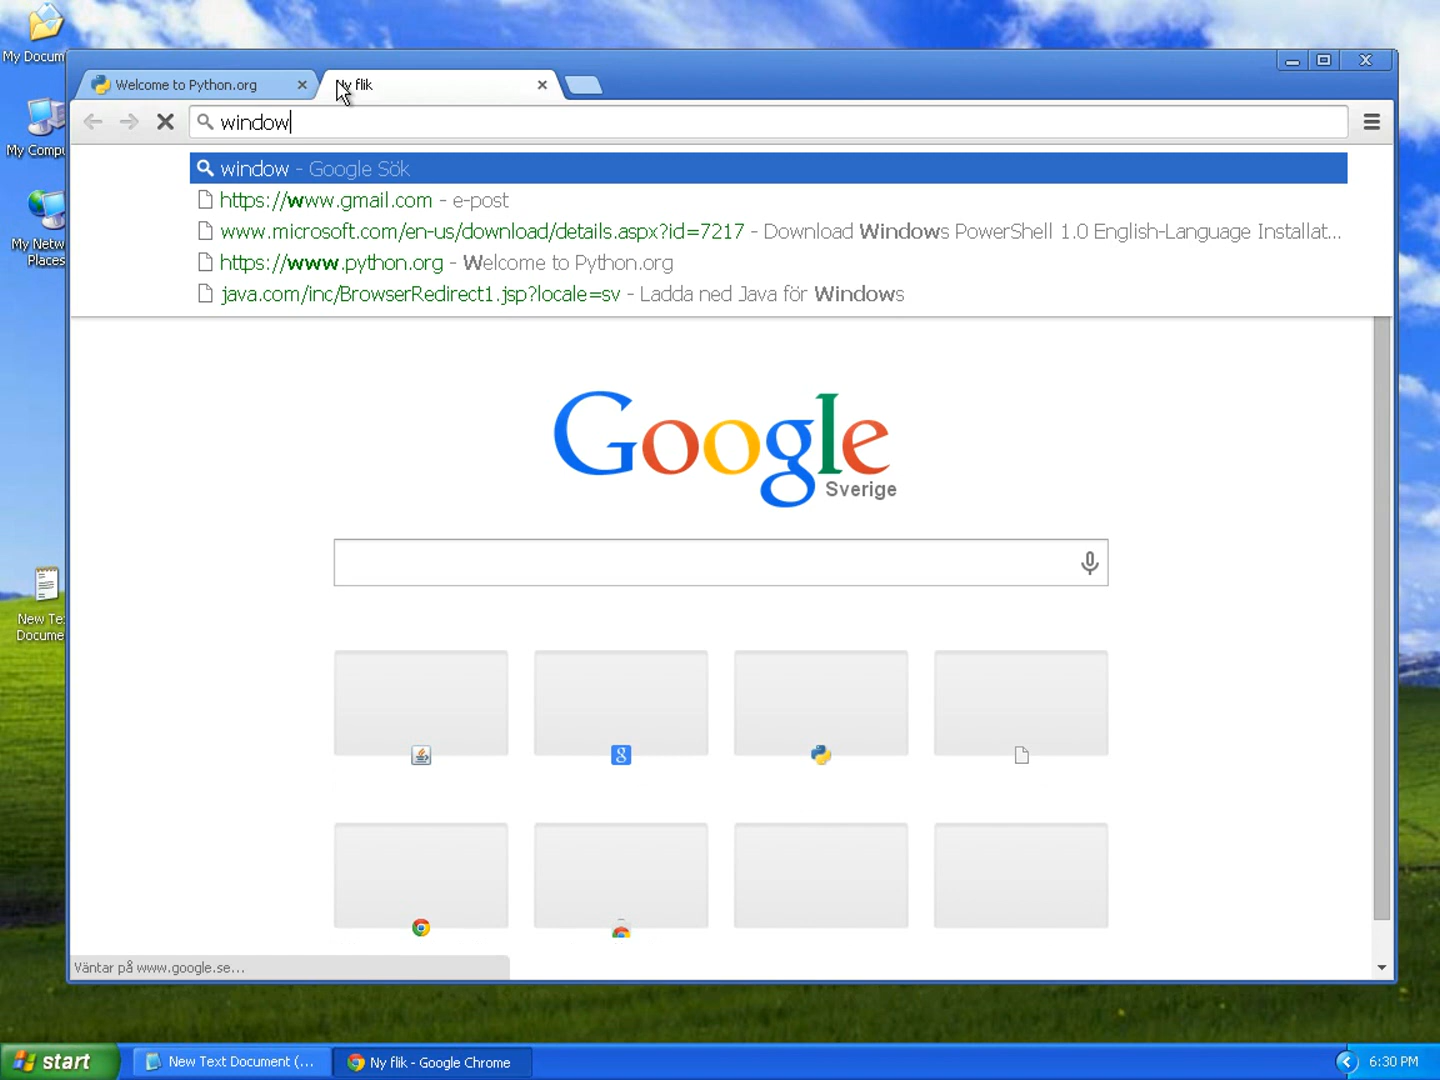 My Docum
My Compu
My Netw
Places
New Te
Docume
Welcome to Python.org
Ny flik
window
window - Google Sök
https://www.gmail.com - e-post
www.microsoft.com/en-us/download/details.aspx?id=7217 - Download Windows PowerShell 1.0 English-Language Installat...
https://www.python.org - Welcome to Python.org
java.com/inc/BrowserRedirect1.jsp?locale=sv - Ladda ned Java för Windows
Google
Sverige
Väntar på www.google.se...
start
New Text Document (...
Ny flik - Google Chrome
6:30 PM